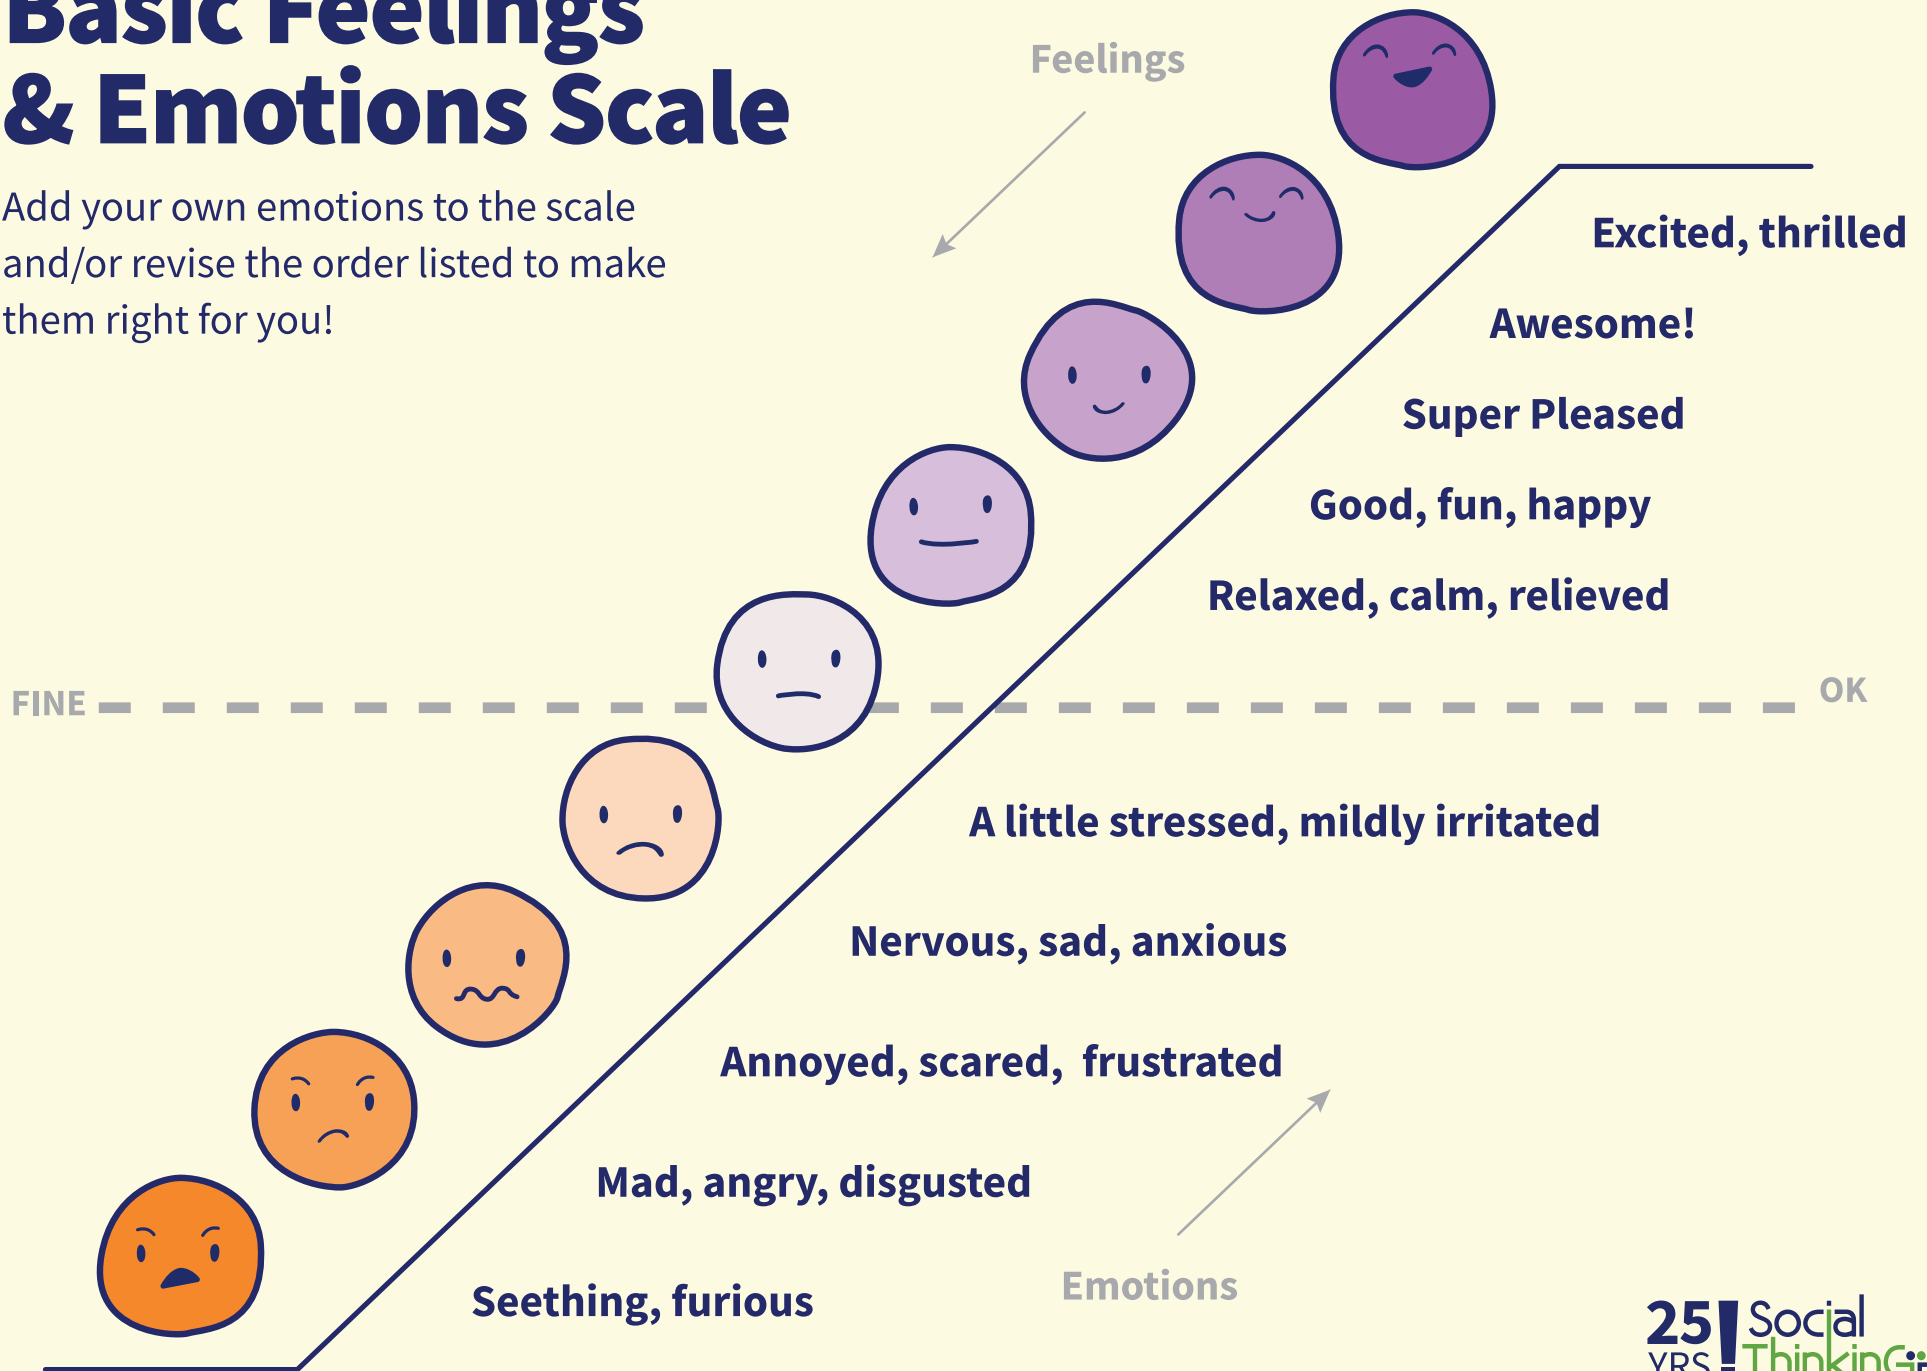 Basic Feelings
& Emotions Scale
Add your own emotions to the scale
and/or revise the order listed to make
them right for you!
Feelings
Excited, thrilled
Awesome!
Super Pleased
Good, fun, happy
Relaxed, calm, relieved
FINE
OK
A little stressed, mildly irritated
Nervous, sad, anxious
Annoyed, scared,  frustrated
Mad, angry, disgusted
Seething, furious
Emotions
25
YRS
!
Social
Thinking